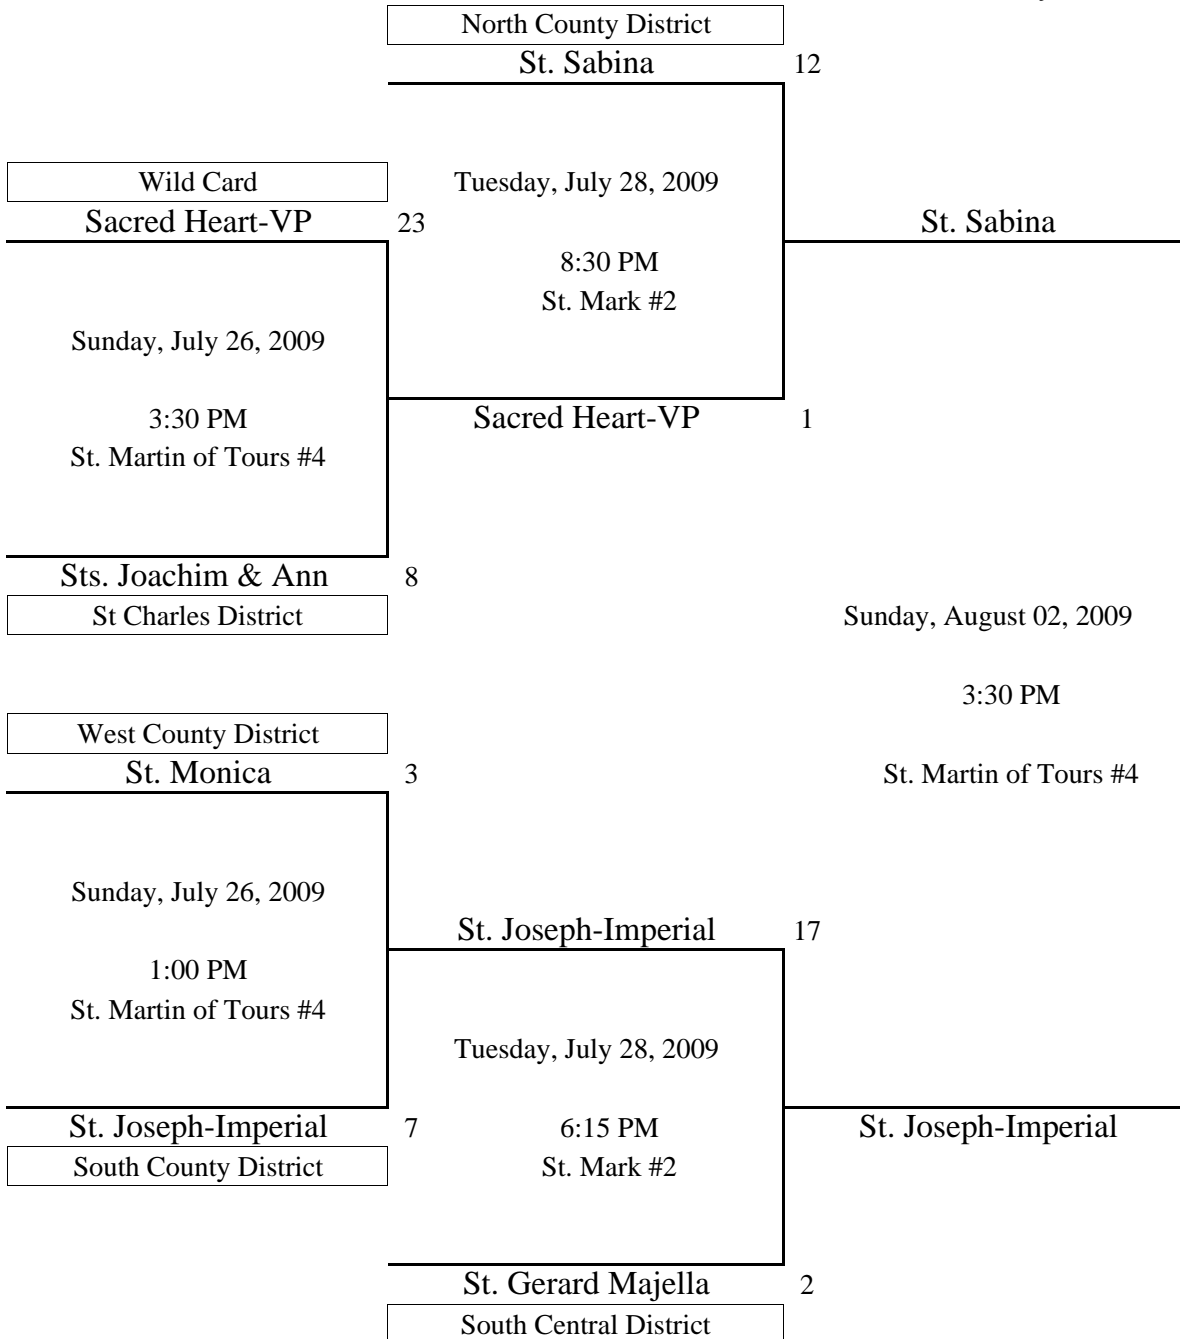 North County District
St. Sabina 12
Wild Card
Tuesday, July 28, 2009
Sacred Heart-VP 23
St. Sabina
8:30 PM
St. Mark #2
Sunday, July 26, 2009
3:30 PM
Sacred Heart-VP 1
St. Martin of Tours #4
Sts. Joachim & Ann 8
St Charles District
Sunday, August 02, 2009
3:30 PM
West County District
St. Monica 3
St. Martin of Tours #4
Sunday, July 26, 2009
St. Joseph-Imperial 17
1:00 PM
St. Martin of Tours #4
Tuesday, July 28, 2009
St. Joseph-Imperial 7
6:15 PM
St. Joseph-Imperial
South County District
St. Mark #2
St. Gerard Majella 2
South Central District